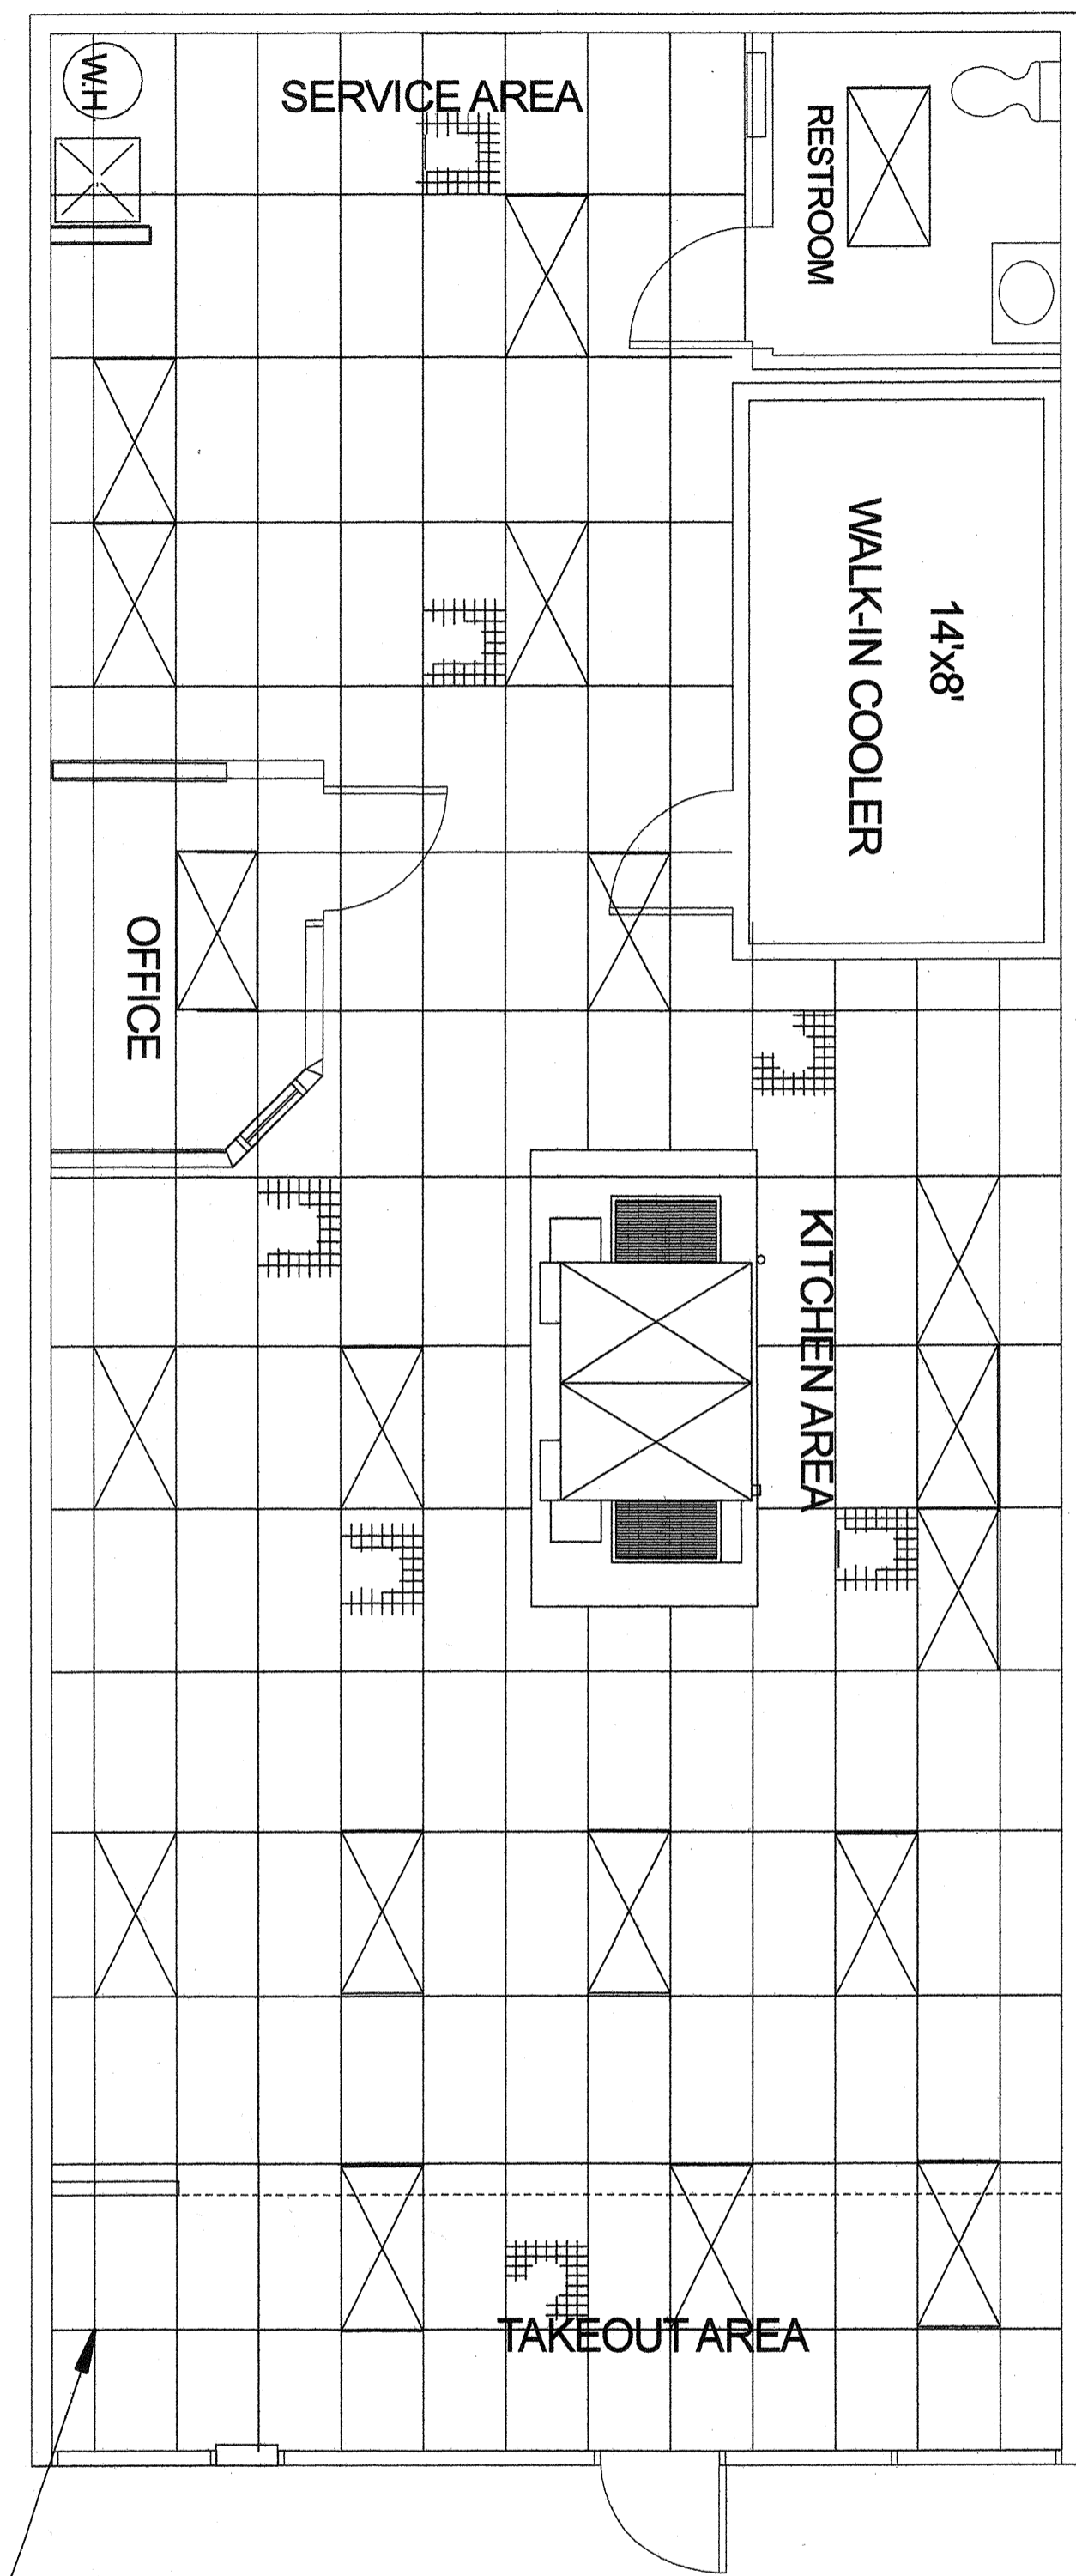 W.H
SERVICE AREA
RESTROOM
14'x8'
WALK-IN COOLER
OFFICE
KITCHEN AREA
TAKEOUT AREA